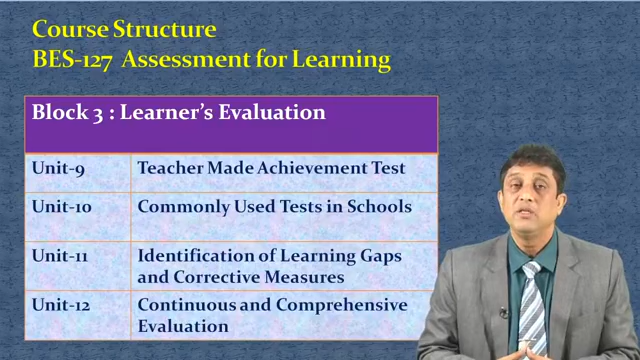 Course Structure
BES-127 Assessment for Learning
Block 3 : Learner's Evaluation
Unit-9 Teacher Made Achievement Test
Unit-10 Commonly Used Tests in Schools
Unit-11 Identification of Learning Gaps
and Corrective Measures
Unit-12 Continuous and Comprehensive
Evaluation